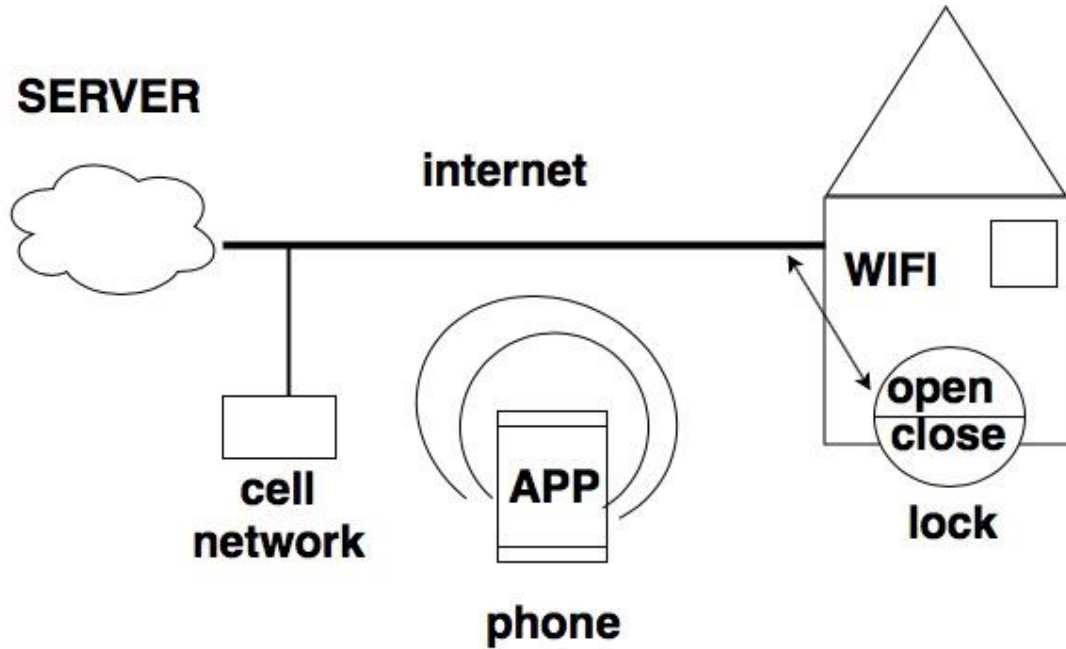 SERVER
internet
WIFI
open
close
lock
APP
cell
network
phone